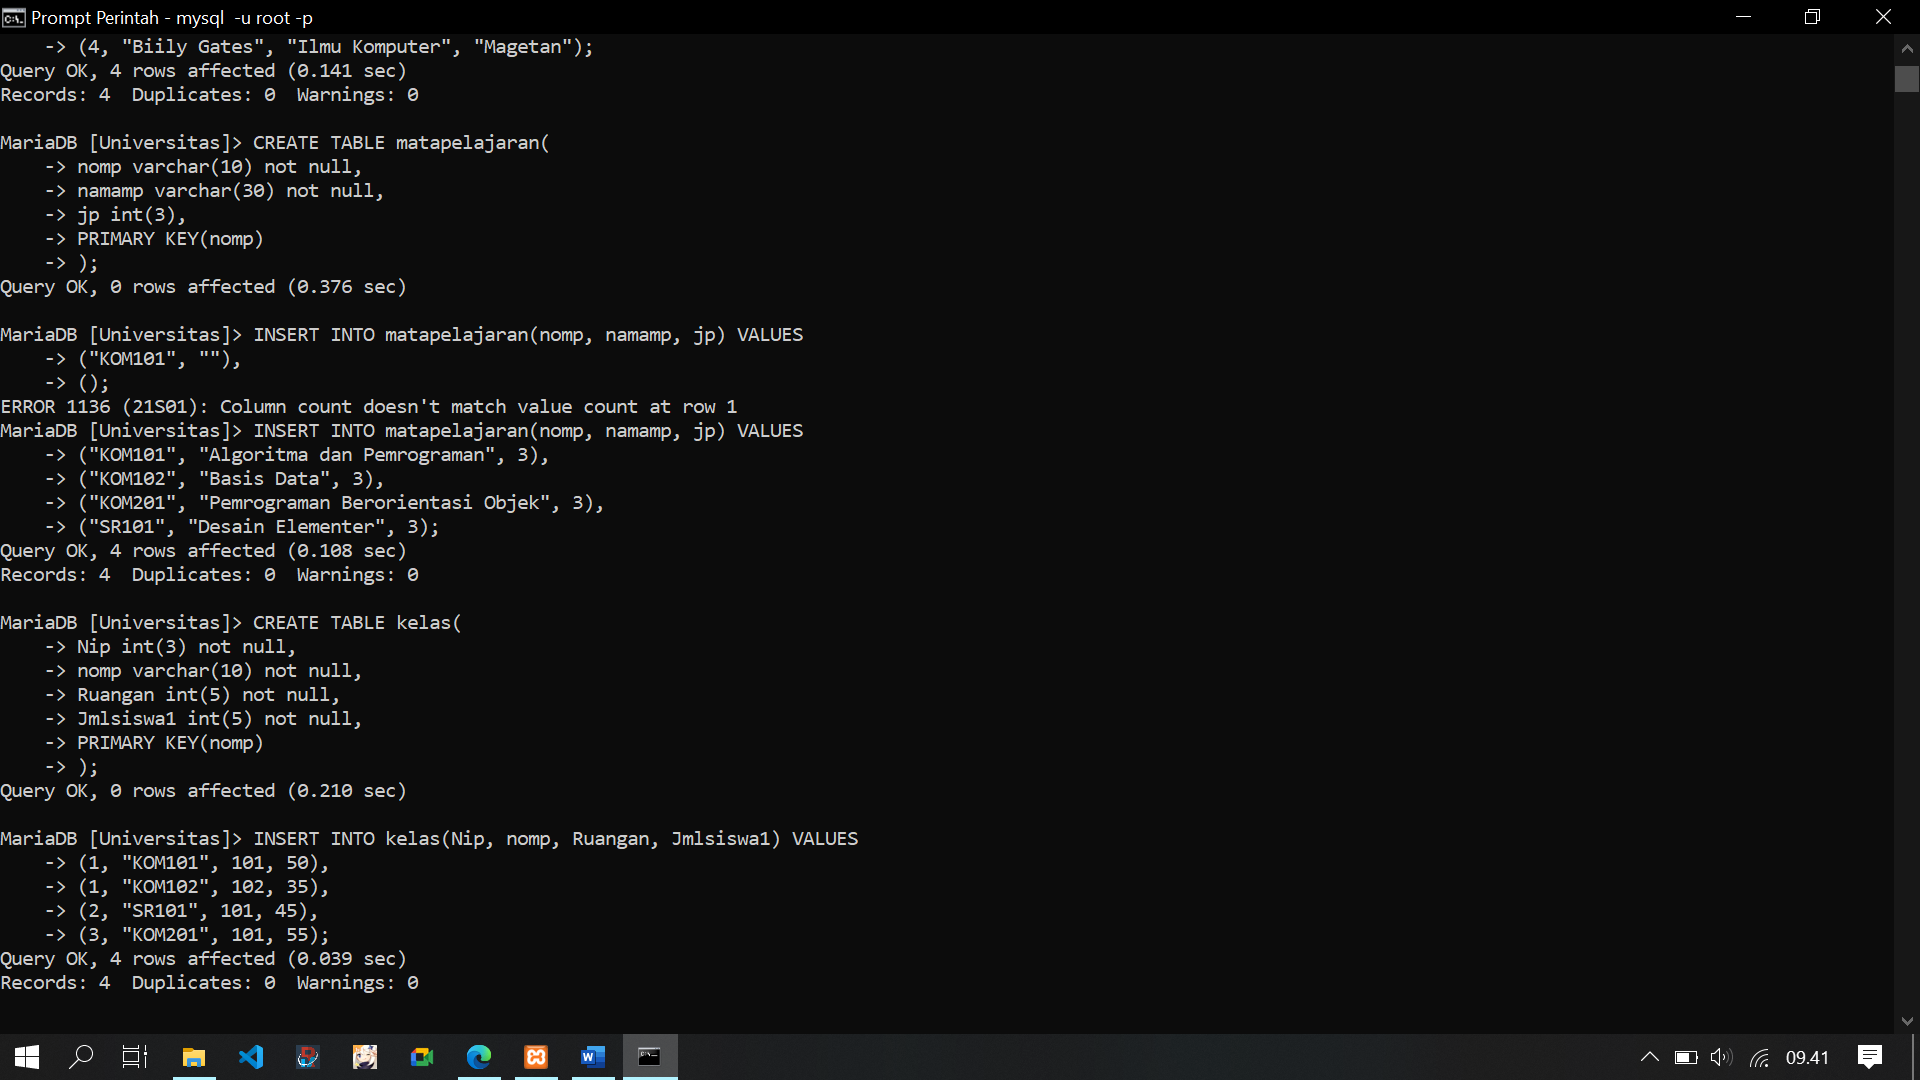 Prompt Perintah - mysql  -u root -p
    -> (4, "Biily Gates", "Ilmu Komputer", "Magetan");
Query OK, 4 rows affected (0.141 sec)
Records: 4  Duplicates: 0  Warnings: 0

MariaDB [Universitas]> CREATE TABLE matapelajaran(
    -> nomp varchar(10) not null,
    -> namamp varchar(30) not null,
    -> jp int(3),
    -> PRIMARY KEY(nomp)
    -> );
Query OK, 0 rows affected (0.376 sec)

MariaDB [Universitas]> INSERT INTO matapelajaran(nomp, namamp, jp) VALUES
    -> ("KOM101", ""),
    -> ();
ERROR 1136 (21S01): Column count doesn't match value count at row 1
MariaDB [Universitas]> INSERT INTO matapelajaran(nomp, namamp, jp) VALUES
    -> ("KOM101", "Algoritma dan Pemrograman", 3),
    -> ("KOM102", "Basis Data", 3),
    -> ("KOM201", "Pemrograman Berorientasi Objek", 3),
    -> ("SR101", "Desain Elementer", 3);
Query OK, 4 rows affected (0.108 sec)
Records: 4  Duplicates: 0  Warnings: 0

MariaDB [Universitas]> CREATE TABLE kelas(
    -> Nip int(3) not null,
    -> nomp varchar(10) not null,
    -> Ruangan int(5) not null,
    -> Jmlsiswa1 int(5) not null,
    -> PRIMARY KEY(nomp)
    -> );
Query OK, 0 rows affected (0.210 sec)

MariaDB [Universitas]> INSERT INTO kelas(Nip, nomp, Ruangan, Jmlsiswa1) VALUES
    -> (1, "KOM101", 101, 50),
    -> (1, "KOM102", 102, 35),
    -> (2, "SR101", 101, 45),
    -> (3, "KOM201", 101, 55);
Query OK, 4 rows affected (0.039 sec)
Records: 4  Duplicates: 0  Warnings: 0
09.41